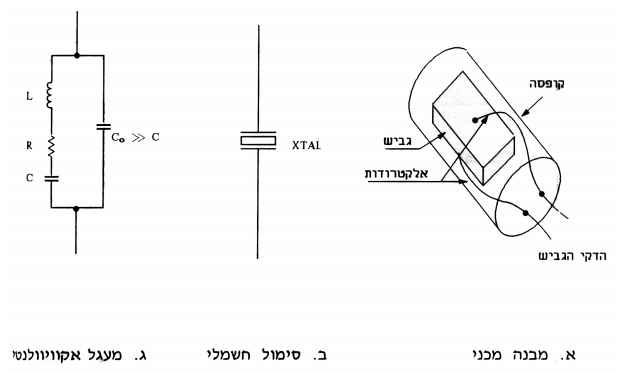 קופסה
גביש
אלקטרודות
הדקי הגביש
א. מבנה מכני
XTAL
ב. סימול חשמלי
L
R
C
C₀ >> C
ג. מעגל אקוויוולנטי